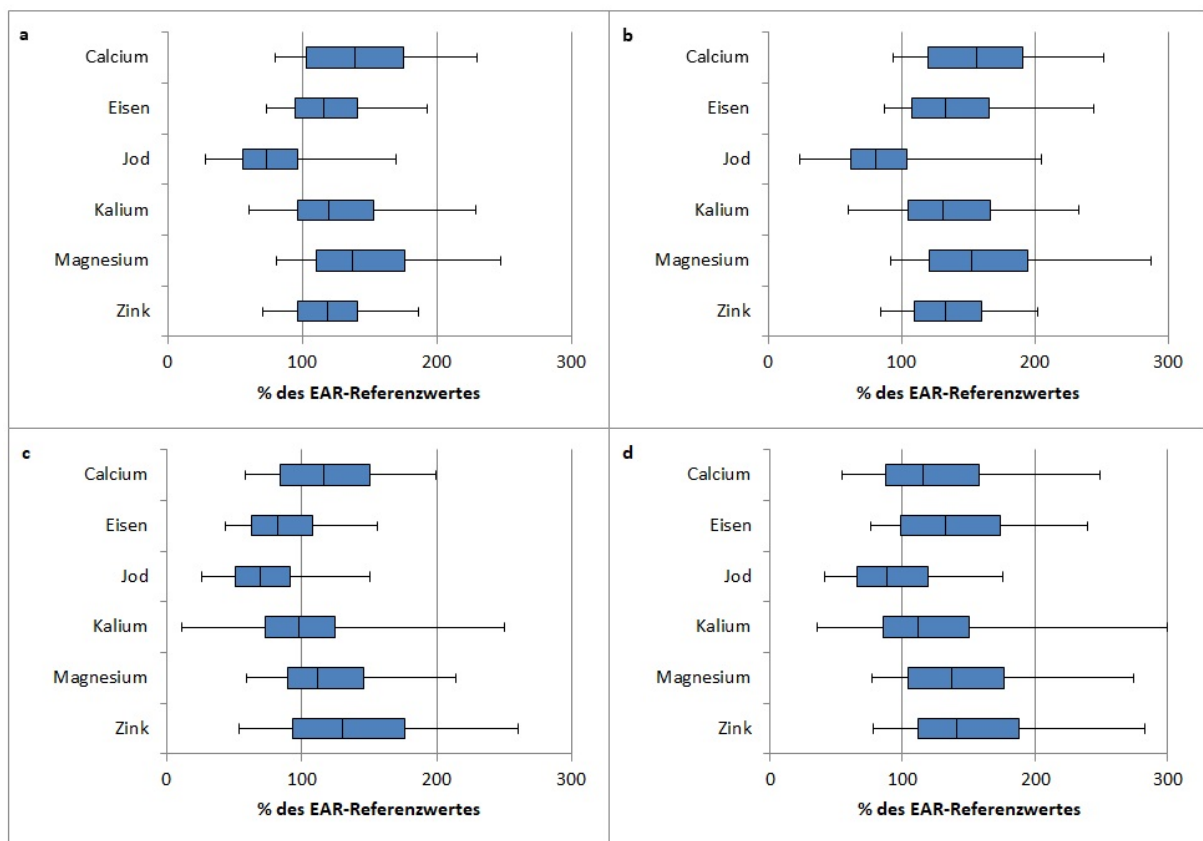 a
Calcium
Eisen
Jod
Kalium
Magnesium
Zink
0 100 200 300
% des EAR-Referenzwertes
b
Calcium
Eisen
Jod
Kalium
Magnesium
Zink
0 100 200 300
% des EAR-Referenzwertes
c
Calcium
Eisen
Jod
Kalium
Magnesium
Zink
0 100 200 300
% des EAR-Referenzwertes
d
Calcium
Eisen
Jod
Kalium
Magnesium
Zink
0 100 200 300
% des EAR-Referenzwertes